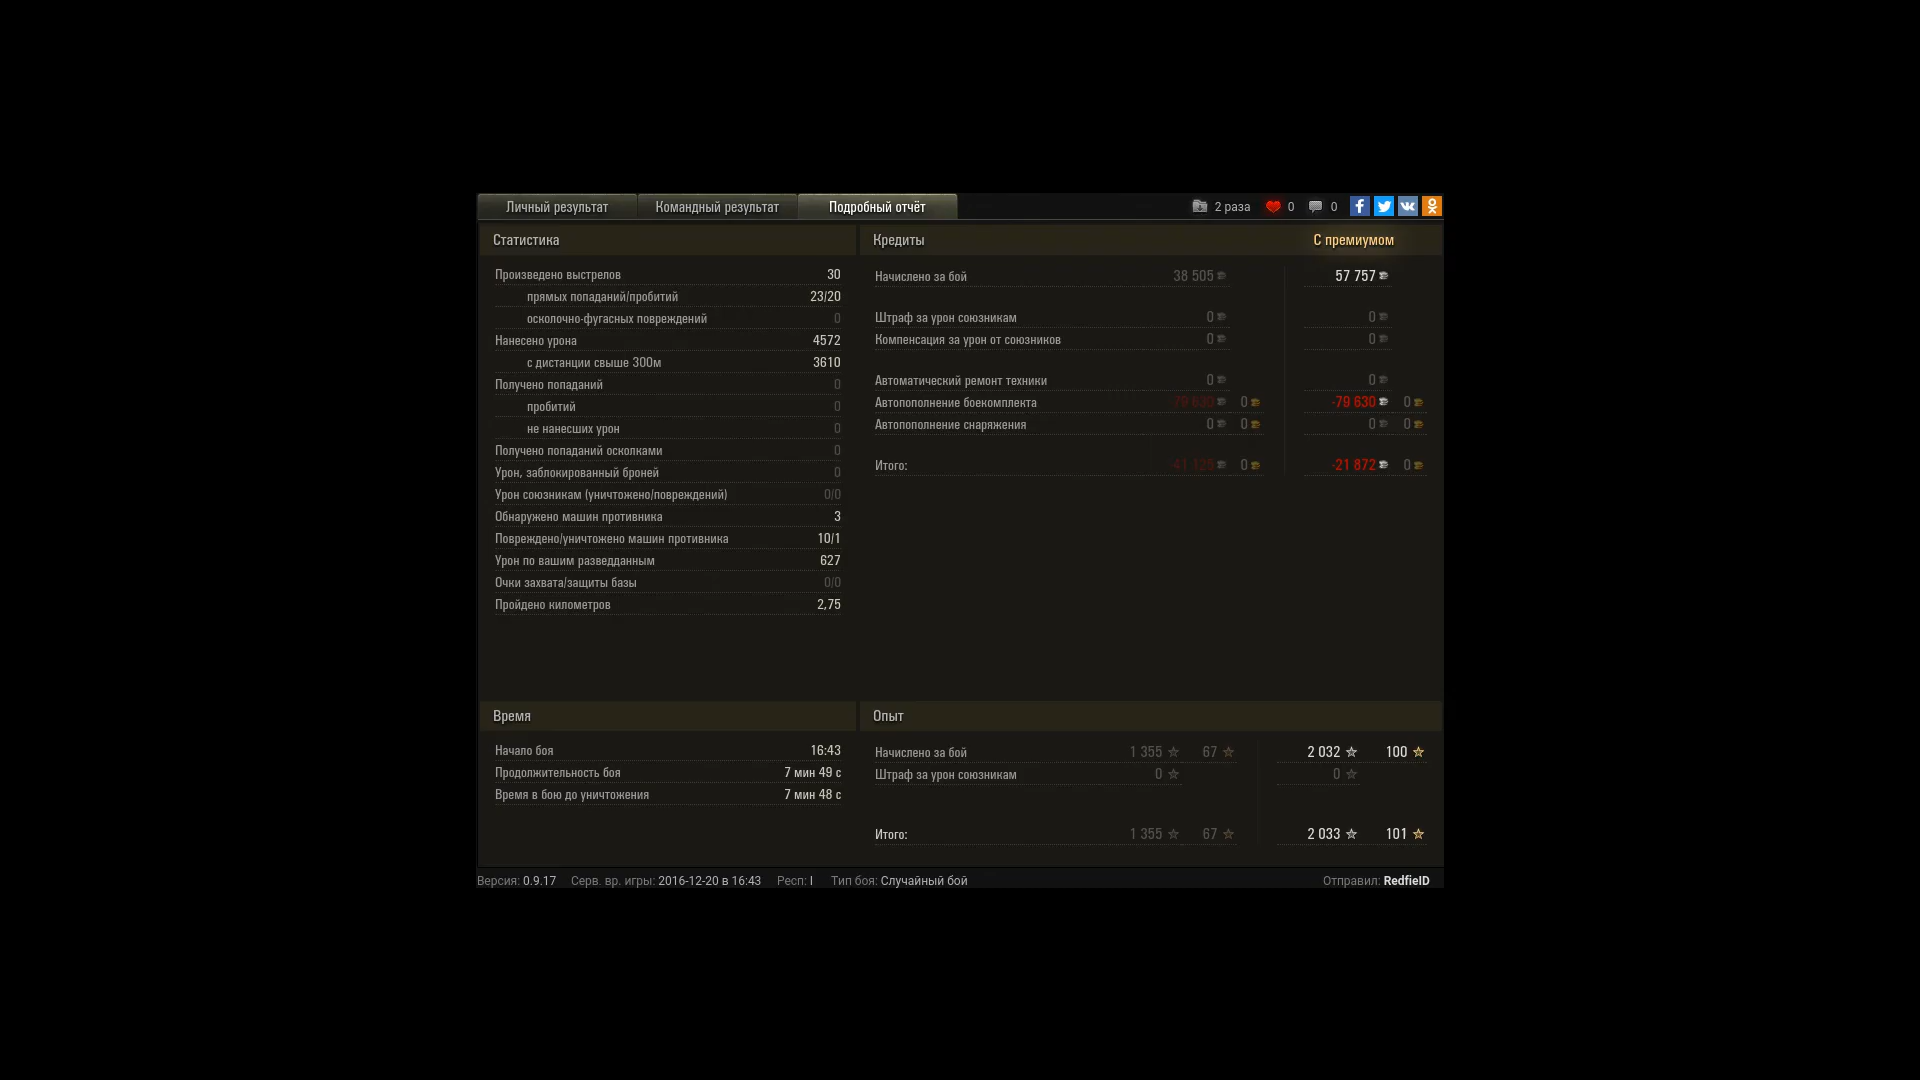 Личный результат Командный результат Подробный отчёт 2 раза 0 0
Статистика
Произведено выстрелов 30
прямых попаданий/пробитий 23/20
осколочно-фугасных повреждений 0
Нанесено урона 4572
с дистанции свыше 300м 3610
Получено попаданий 0
пробитий 0
не нанесших урон 0
Получено попаданий осколками 0
Урон, заблокированный броней 0
Урон союзникам (уничтожено/повреждений) 0/0
Обнаружено машин противника 3
Повреждено/уничтожено машин противника 10/1
Урон по вашим разведданным 627
Очки захвата/защиты базы 0/0
Пройдено километров 2,75
Кредиты С премиумом
Начислено за бой 38 505 57 757
Штраф за урон союзникам 0 0
Компенсация за урон от союзников 0 0
Автоматический ремонт техники 0 0
Автопополнение боекомплекта -79 630 0 -79 630 0
Автопополнение снаряжения 0 0 0 0
Итого: -41 125 0 -21 872 0
Время
Начало боя 16:43
Продолжительность боя 7 мин 49 с
Время в бою до уничтожения 7 мин 48 с
Опыт
Начислено за бой 1 355 67 2 032 100
Штраф за урон союзникам 0 0
Итого: 1 355 67 2 033 101
Версия: 0.9.17 Серв. вр. игры: 2016-12-20 в 16:43 Респ: I Тип боя: Случайный бой Отправил: RedfieID